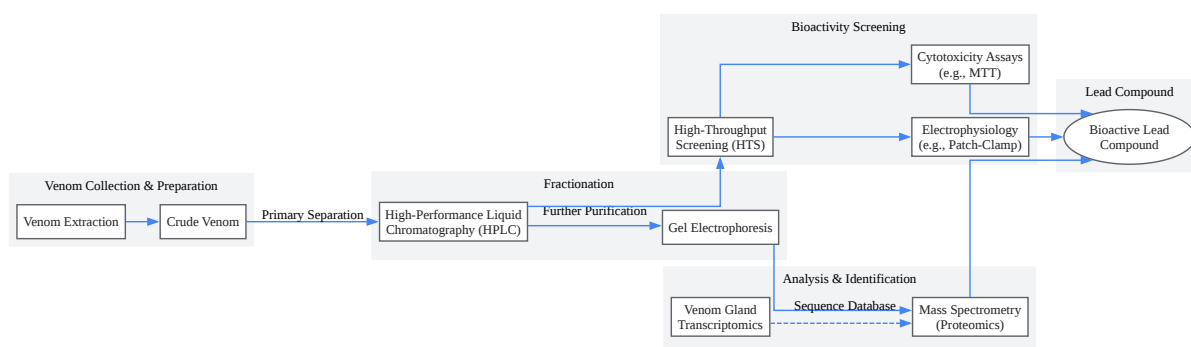 Bioactivity Screening
Cytotoxicity Assays
(e.g., MTT)
Lead Compound
High-Throughput
Screening (HTS)
Electrophysiology
(e.g., Patch-Clamp)
Bioactive Lead
Compound
Venom Collection & Preparation
Fractionation
Venom Extraction
Crude Venom
Primary Separation
High-Performance Liquid
Chromatography (HPLC)
Further Purification
Gel Electrophoresis
Analysis & Identification
Venom Gland
Transcriptomics
Sequence Database
Mass Spectrometry
(Proteomics)